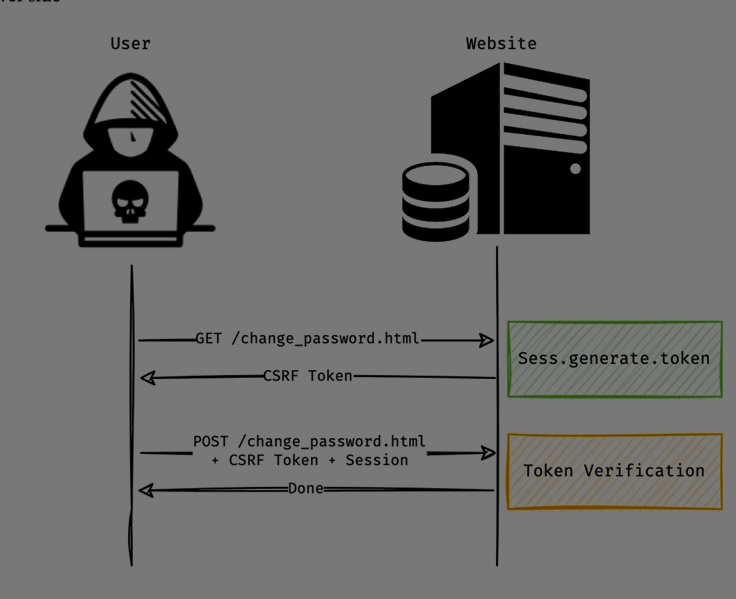 User
Website
GET /change_password.html
Sess.generate.token
CSRF Token
POST /change_password.html
+ CSRF Token + Session
Token Verification
Done